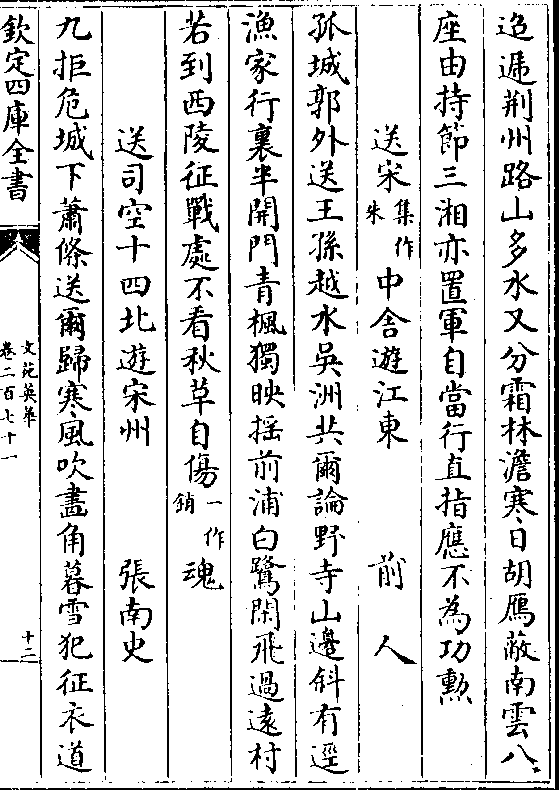 迢遞荆州路山多水又分霜林澹寒日胡鴈蔽南雲八
座由持節三湘亦置軍自當行直指應不為功勲
送宋集作朱中舍遊江東 前人
孤城郭外送王孫越水吳洲共爾論野寺山邊斜有逕
漁家行裏半開門青楓獨映揺前浦白鷺閑飛過遠村
若到西陵征戰處不看秋草自傷一作銷魂
送司空十四北遊宋州 張南史
九拒危城下蕭條送爾歸寒風吹畫角暮雪犯征衣道
欽定四庫全書
文苑英華
卷二百七十一
十二